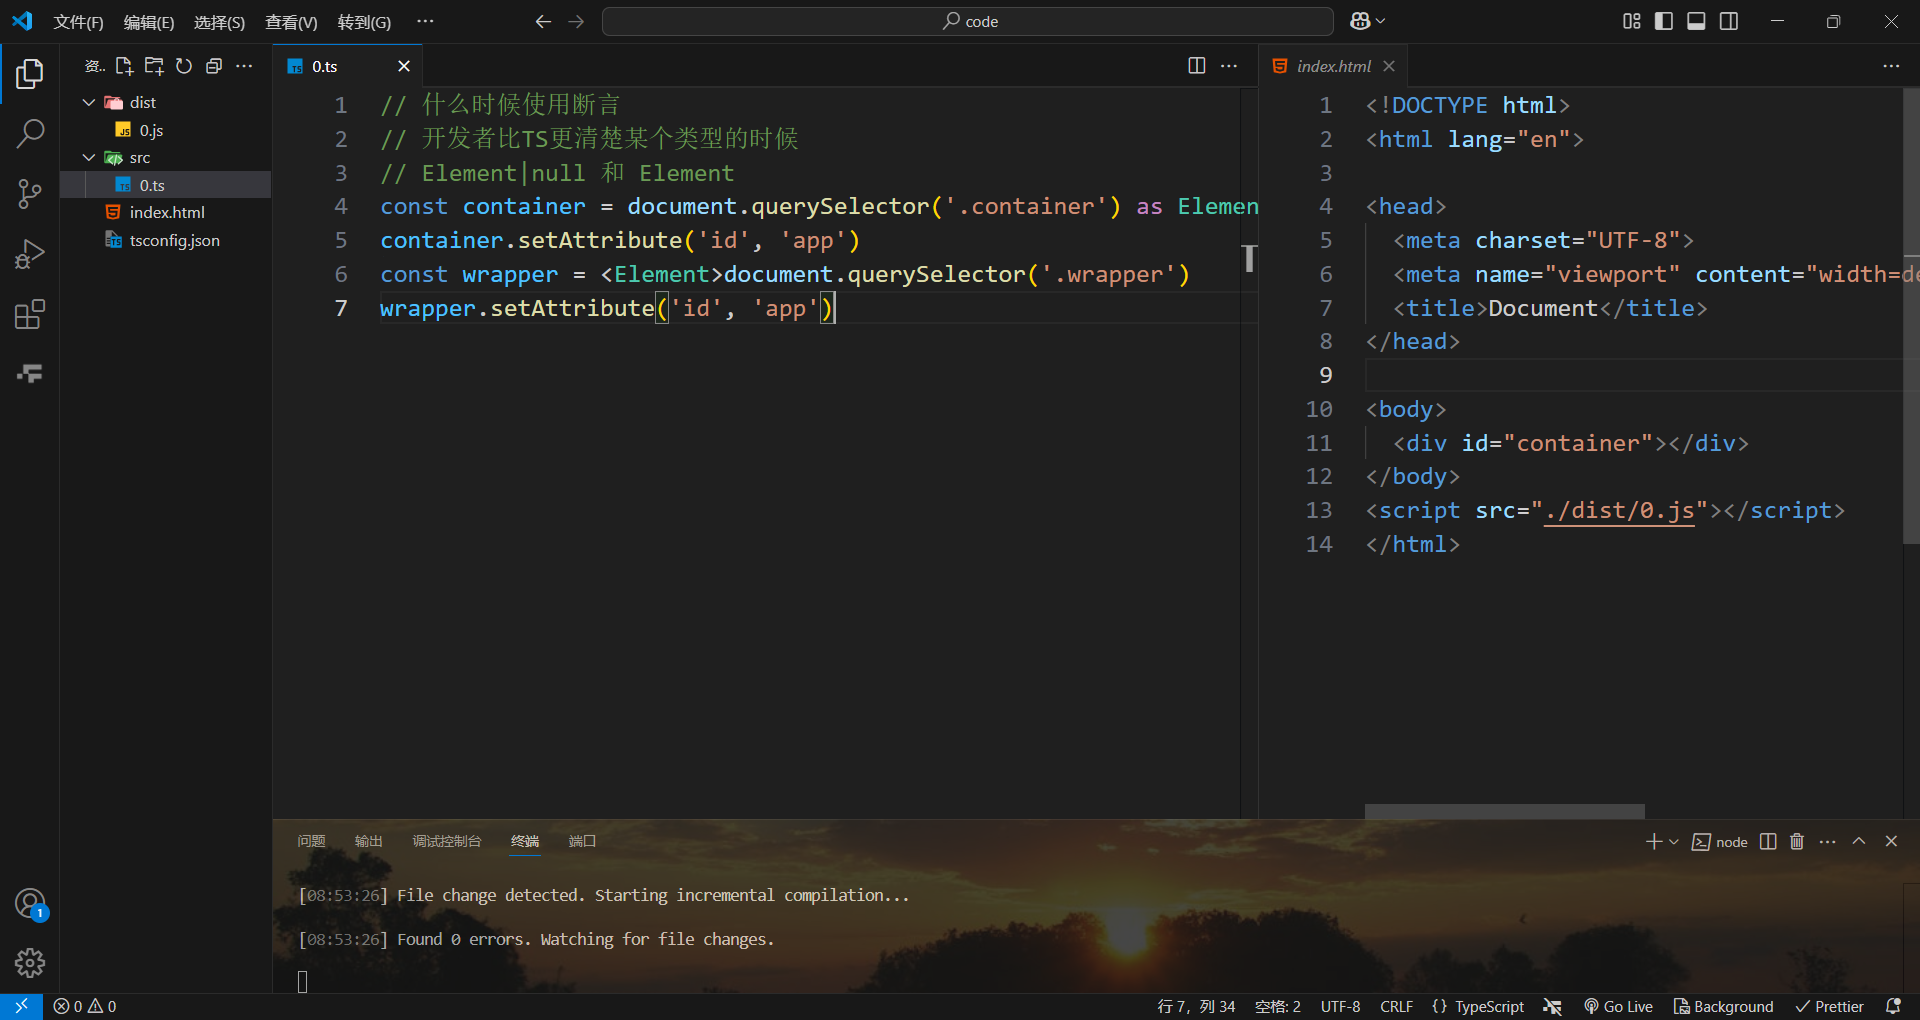 文件(F) 编辑(E) 选择(S) 查看(V) 转到(G) ··· code
资..
dist
0.js
src
0.ts
index.html
tsconfig.json
0.ts
1 // 什么时候使用断言
2 // 开发者比TS更清楚某个类型的时候
3 // Element|null 和 Element
4 const container = document.querySelector('.container') as Elemen
5 container.setAttribute('id', 'app')
6 const wrapper = <Element>document.querySelector('.wrapper')
7 wrapper.setAttribute('id', 'app')
index.html
1 <!DOCTYPE html>
2 <html lang="en">
3
4 <head>
5 <meta charset="UTF-8">
6 <meta name="viewport" content="width=de
7 <title>Document</title>
8 </head>
9
10 <body>
11 <div id="container"></div>
12 </body>
13 <script src="./dist/0.js"></script>
14 </html>
问题 输出 调试控制台 终端 端口 node
[08:53:26] File change detected. Starting incremental compilation...
[08:53:26] Found 0 errors. Watching for file changes.
1
0 0 行 7，列 34 空格: 2 UTF-8 CRLF {} TypeScript Go Live Background Prettier